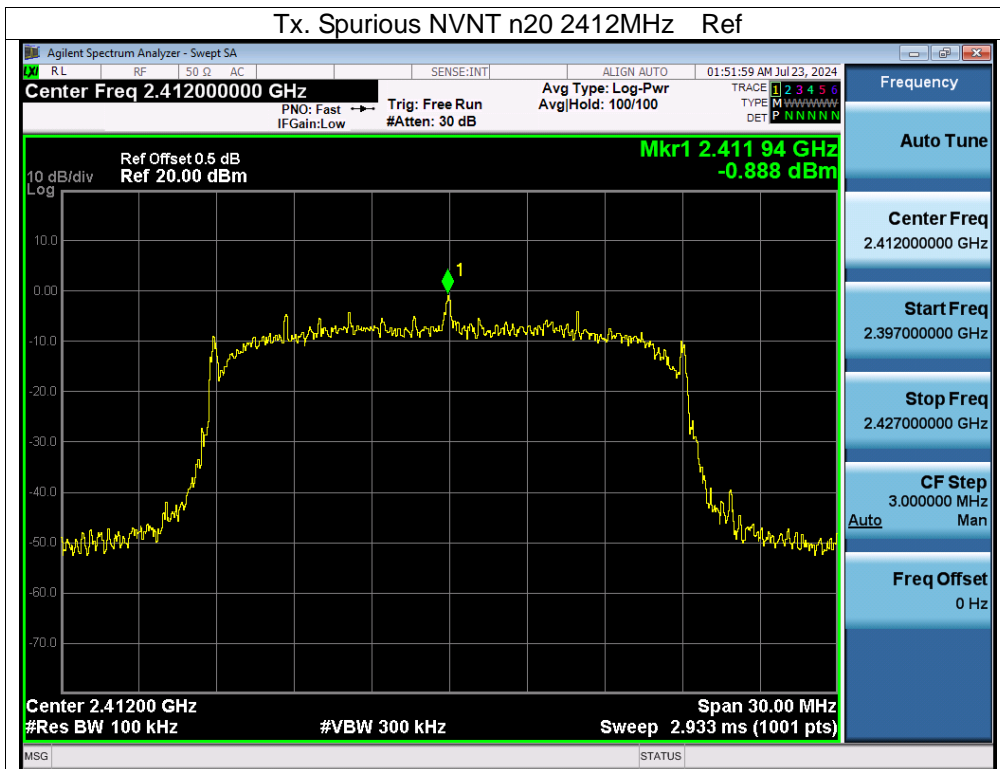 Tx. Spurious NVNT n20 2412MHz Ref
Agilent Spectrum Analyzer - Swept SA
LXI RL RF 50 Ω AC SENSE:INT ALIGN AUTO 01:51:59 AM Jul 23, 2024
Center Freq 2.412000000 GHz
PNO: Fast
IFGain:Low
Trig: Free Run
#Atten: 30 dB
Avg Type: Log-Pwr
Avg|Hold: 100/100
TRACE 1 2 3 4 5 6
TYPE M WWWWW
DET P N N N N N
Mkr1 2.411 94 GHz
-0.888 dBm
Ref Offset 0.5 dB
10 dB/div Ref 20.00 dBm
Log
10.0
0.00
-10.0
-20.0
-30.0
-40.0
-50.0
-60.0
-70.0
1
Center 2.41200 GHz Span 30.00 MHz
#Res BW 100 kHz #VBW 300 kHz Sweep 2.933 ms (1001 pts)
MSG STATUS
Frequency
Auto Tune
Center Freq
2.412000000 GHz
Start Freq
2.397000000 GHz
Stop Freq
2.427000000 GHz
CF Step
3.000000 MHz
Auto Man
Freq Offset
0 Hz